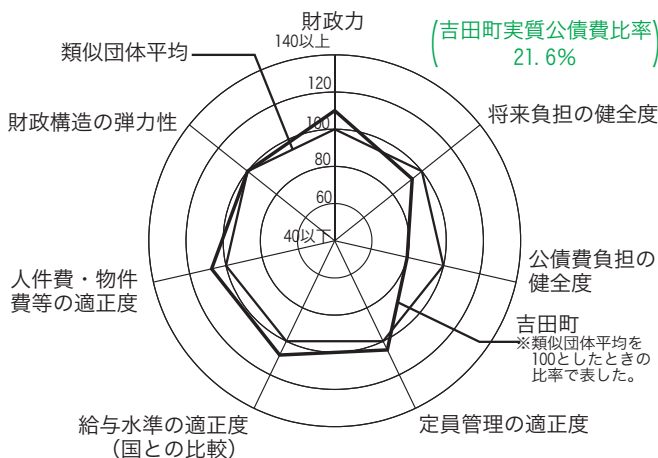 財政力
140以上
(吉田町実質公債費比率)
21.6%
類似団体平均
120
将来負担の健全度
財政構造の弾力性
100
80
60
40以下
公債費負担の
健全度
人件費・物件
費等の適正度
吉田町
※類似団体平均を
100としたときの
比率で表した。
給与水準の適正度
(国との比較)
定員管理の適正度